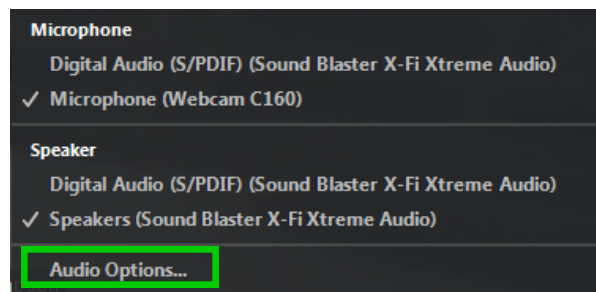 Microphone
Digital Audio (S/PDIF) (Sound Blaster X-Fi Xtreme Audio)
Microphone (Webcam C160)
Speaker
Digital Audio (S/PDIF) (Sound Blaster X-Fi Xtreme Audio)
Speakers (Sound Blaster X-Fi Xtreme Audio)
Audio Options...